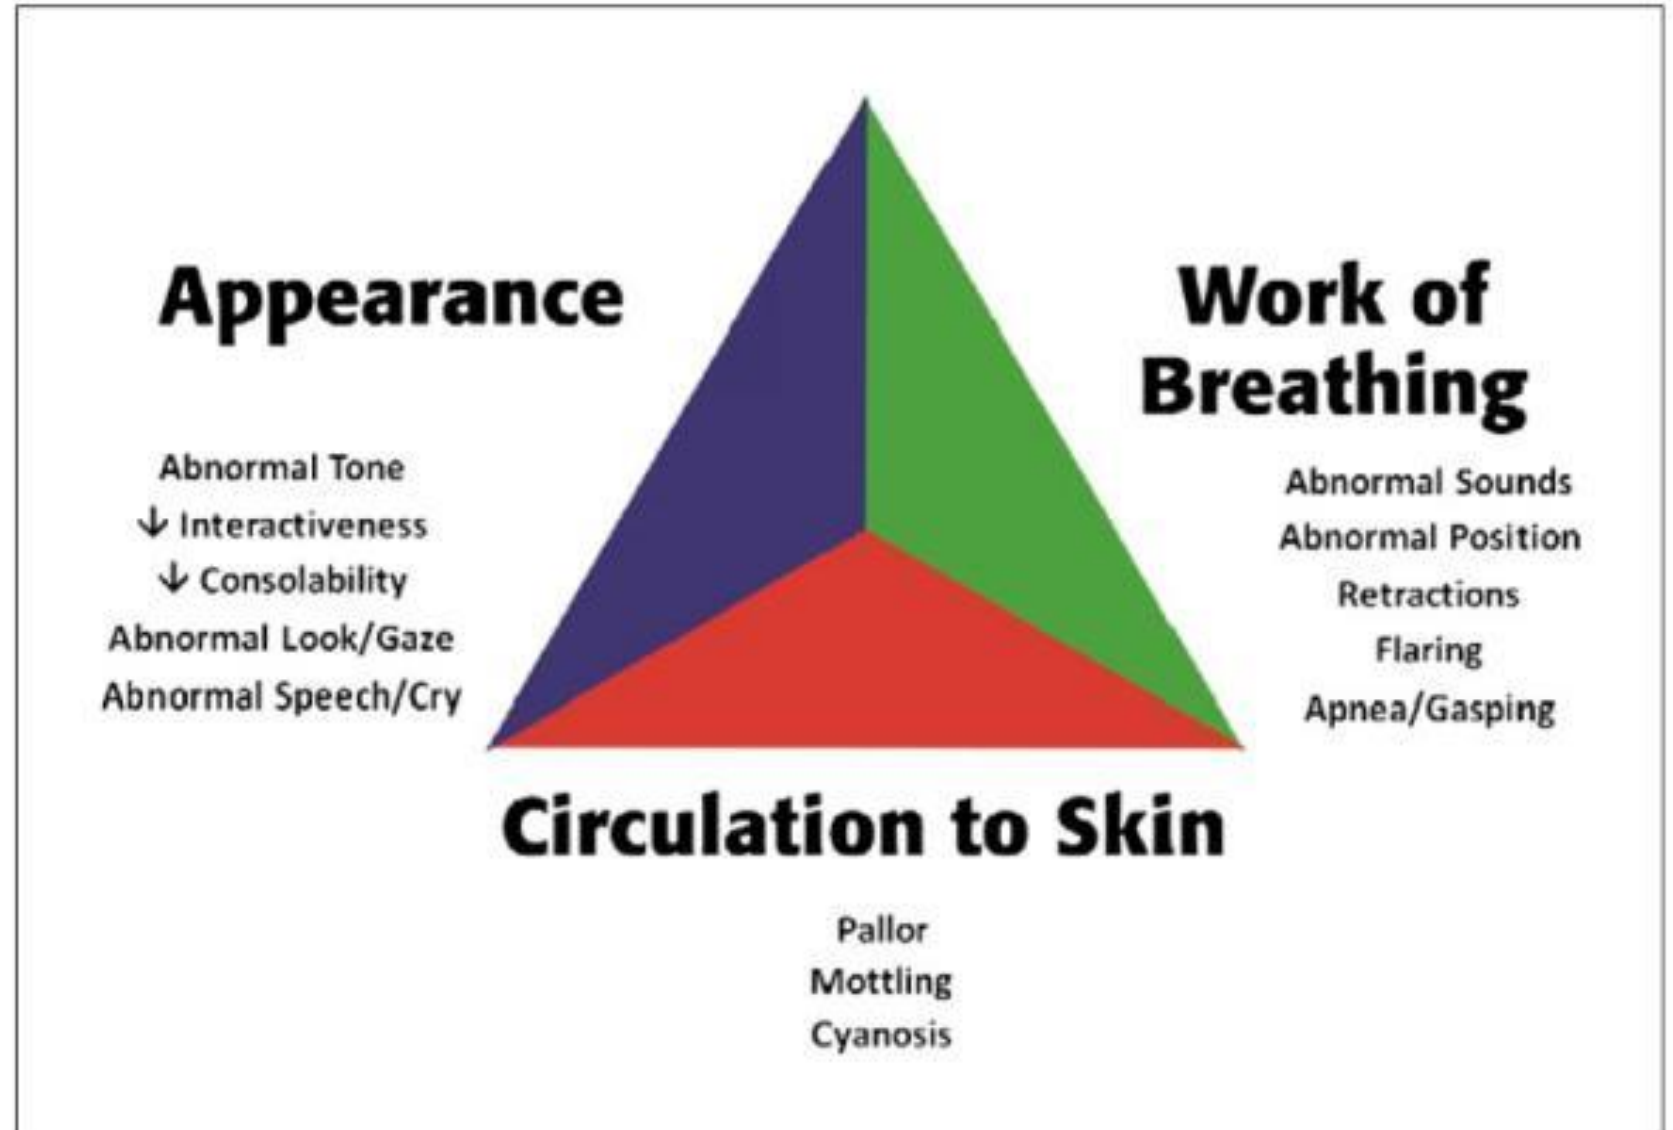 Appearance
Abnormal Tone
↓ Interactiveness
↓ Consolability
Abnormal Look/Gaze
Abnormal Speech/Cry
Work of
Breathing
Abnormal Sounds
Abnormal Position
Retractions
Flaring
Apnea/Gasping
Circulation to Skin
Pallor
Mottling
Cyanosis